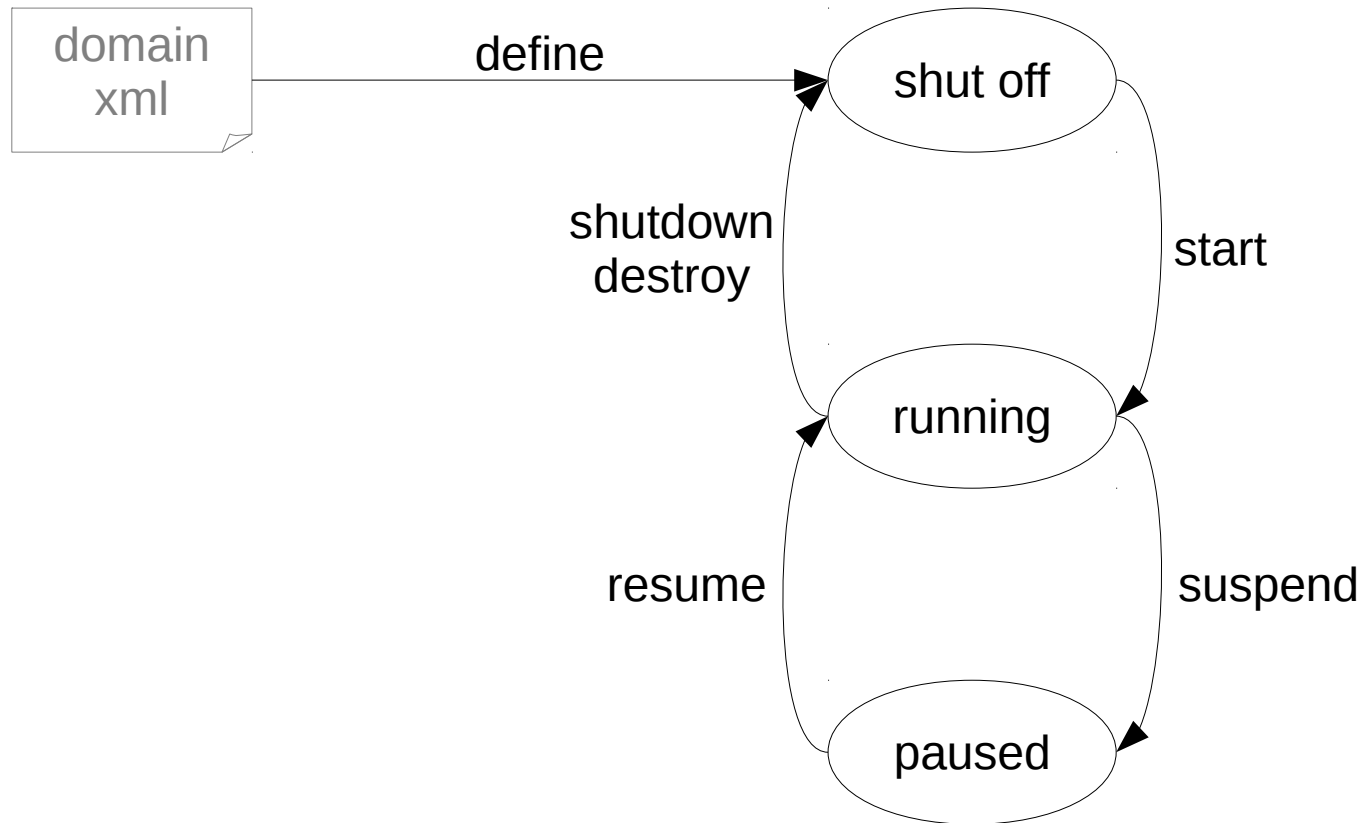 domain
xml
define
shut off
shutdown
destroy
start
running
resume
suspend
paused